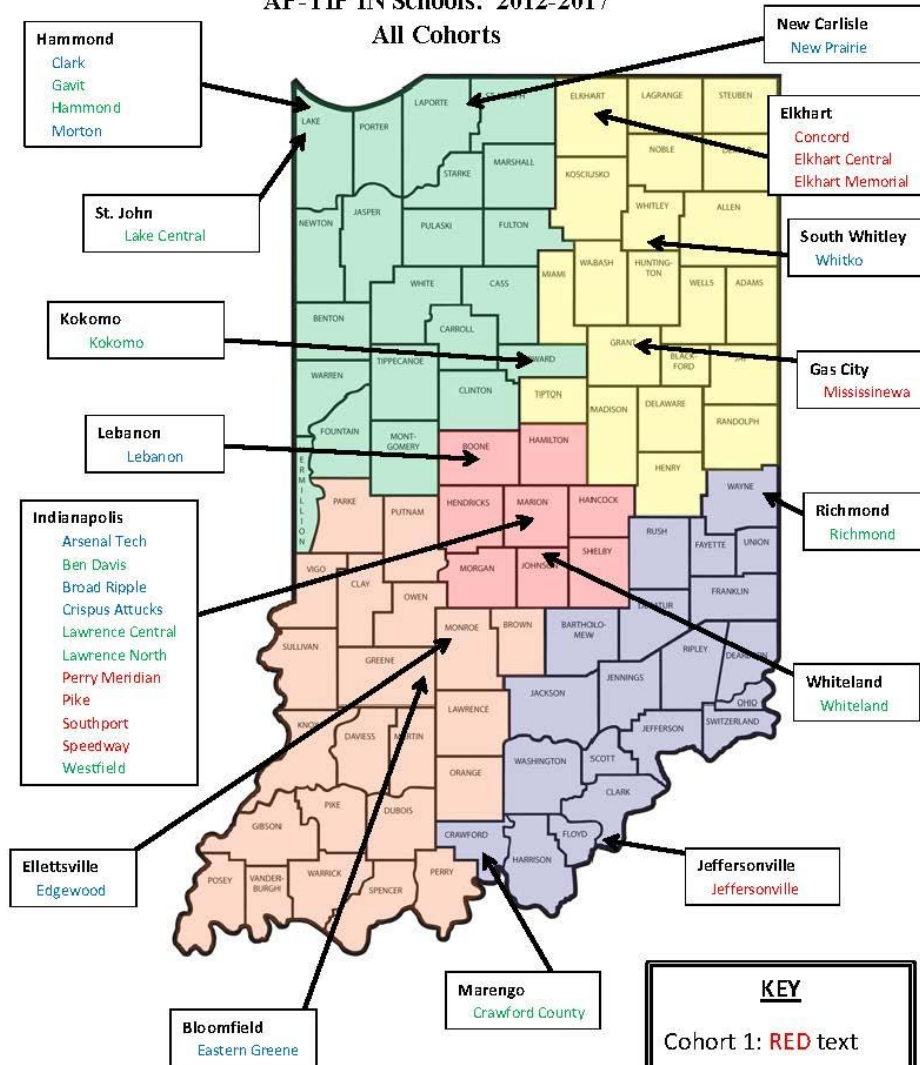 AP-TIP IN Schools: 2012-2017
All Cohorts
Hammond
Clark
Gavit
Hammond
Morton
New Carlisle
New Prairie
Elkhart
Concord
Elkhart Central
Elkhart Memorial
St. John
Lake Central
South Whitley
Whitko
Kokomo
Kokomo
Gas City
Mississinewa
Lebanon
Lebanon
Indianapolis
Arsenal Tech
Ben Davis
Broad Ripple
Crispus Attucks
Lawrence Central
Lawrence North
Perry Meridian
Pike
Southport
Speedway
Westfield
Richmond
Richmond
Whiteland
Whiteland
Ellettsville
Edgewood
Jeffersonville
Jeffersonville
Marengo
Crawford County
Bloomfield
Eastern Greene
KEY
Cohort 1: RED text
LAKE
PORTER
LAPORTE
ELKHART
LAGRANGE
STEUBEN
NOBLE
STARKE
MARSHALL
KOSCIUSKO
NEWTON
JASPER
PULASKI
FULTON
WHITLEY
ALLEN
WHITE
CASS
MIAMI
WABASH
HUNTING-
TON
WELLS
ADAMS
BENTON
CARROLL
GRANT
BLACK-
FORD
WARREN
TIPPECANOE
CLINTON
TIPTON
MADISON
DELAWARE
RANDOLPH
FOUNTAIN
MONT-
GOMERY
BOONE
HAMILTON
HENRY
VERMILLION
PARKE
PUTNAM
HENDRICKS
MARION
HANCOCK
WAYNE
RUSH
FAYETTE
UNION
VIGO
CLAY
OWEN
MORGAN
JOHNSON
SHELBY
FRANKLIN
SULLIVAN
GREENE
MONROE
BROWN
BARTHOLO-
MEW
RIPLEY
DEARBORN
OHIO
LAWRENCE
JACKSON
JENNINGS
JEFFERSON
SWITZERLAND
DAVIESS
MARTIN
ORANGE
WASHINGTON
SCOTT
CLARK
GIBSON
PIKE
DUBOIS
CRAWFORD
HARRISON
FLOYD
POSEY
VANDER-
BURGH
WARRICK
SPENCER
PERRY